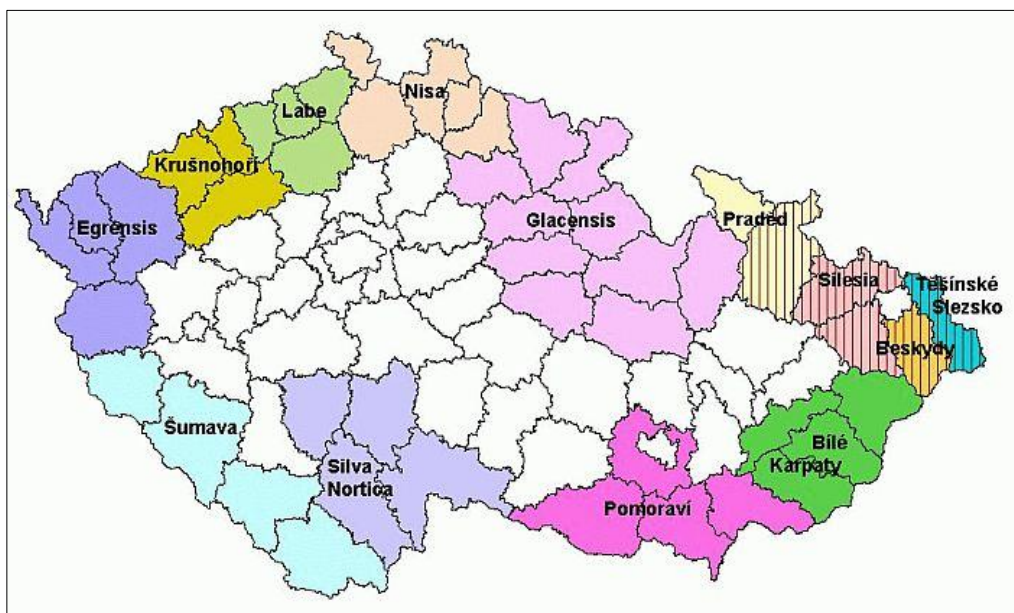 Nisa
Labe
Krušnohoří
Egrensis
Glacensis
Praděd
Silesia
Těšínské
Slezsko
Beskydy
Šumava
Silva
Nortica
Bílé
Karpaty
Pomoraví